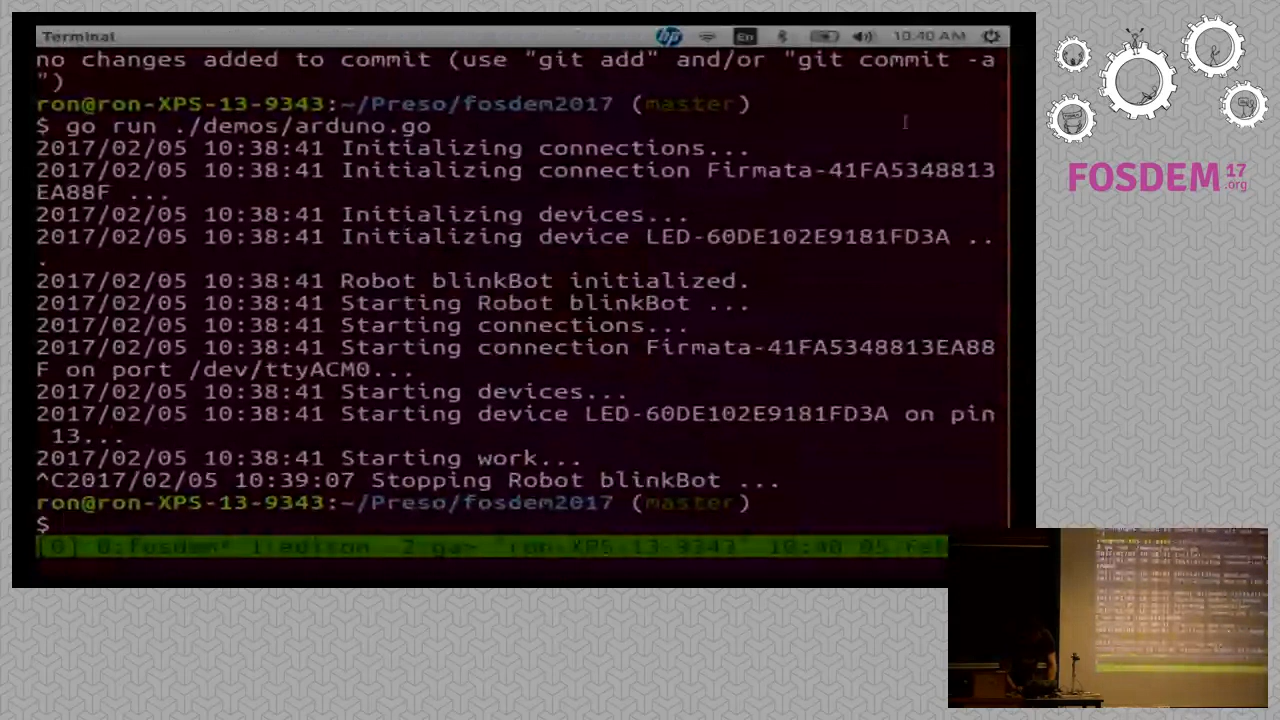 Terminal
hp En 10:40 AM
no changes added to commit (use "git add" and/or "git commit -a
")
ron@ron-XPS-13-9343:~/Preso/fosdem2017 (master)
$ go run ./demos/arduno.go
2017/02/05 10:38:41 Initializing connections...
2017/02/05 10:38:41 Initializing connection Firmata-41FA5348813
EA88F ...
2017/02/05 10:38:41 Initializing devices...
2017/02/05 10:38:41 Initializing device LED-60DE102E9181FD3A ..
.
2017/02/05 10:38:41 Robot blinkBot initialized.
2017/02/05 10:38:41 Starting Robot blinkBot ...
2017/02/05 10:38:41 Starting connections...
2017/02/05 10:38:41 Starting connection Firmata-41FA5348813EA88
F on port /dev/ttyACM0...
2017/02/05 10:38:41 Starting devices...
2017/02/05 10:38:41 Starting device LED-60DE102E9181FD3A on pin
13...
2017/02/05 10:38:41 Starting work...
^C2017/02/05 10:39:07 Stopping Robot blinkBot ...
ron@ron-XPS-13-9343:~/Preso/fosdem2017 (master)
$
[0] 0:fosdem* 1:edison
FOSDEM 17
.org